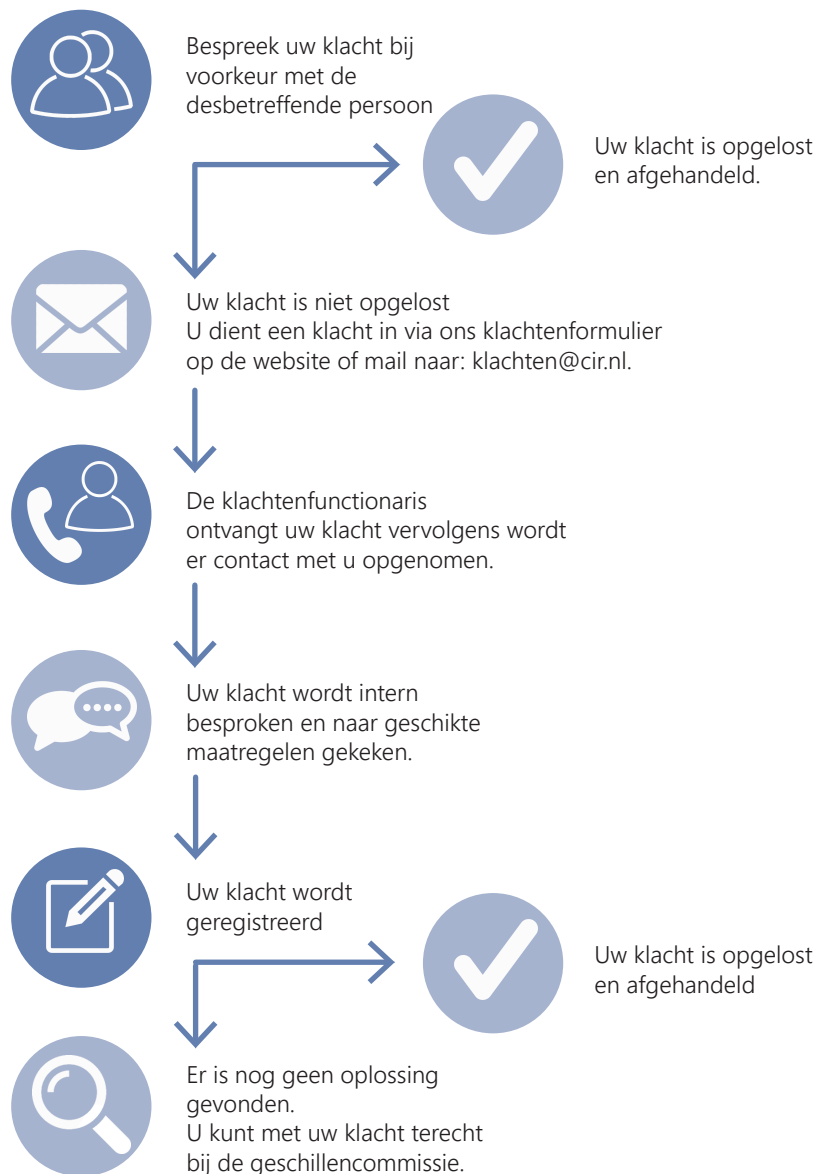 Bespreek uw klacht bij
voorkeur met de
desbetreffende persoon
Uw klacht is opgelost
en afgehandeld.
Uw klacht is niet opgelost
U dient een klacht in via ons klachtenformulier
op de website of mail naar: klachten@cir.nl.
De klachtenfunctionaris
ontvangt uw klacht vervolgens wordt
er contact met u opgenomen.
Uw klacht wordt intern
besproken en naar geschikte
maatregelen gekeken.
Uw klacht wordt
geregistreerd
Uw klacht is opgelost
en afgehandeld
Er is nog geen oplossing
gevonden.
U kunt met uw klacht terecht
bij de geschillencommissie.